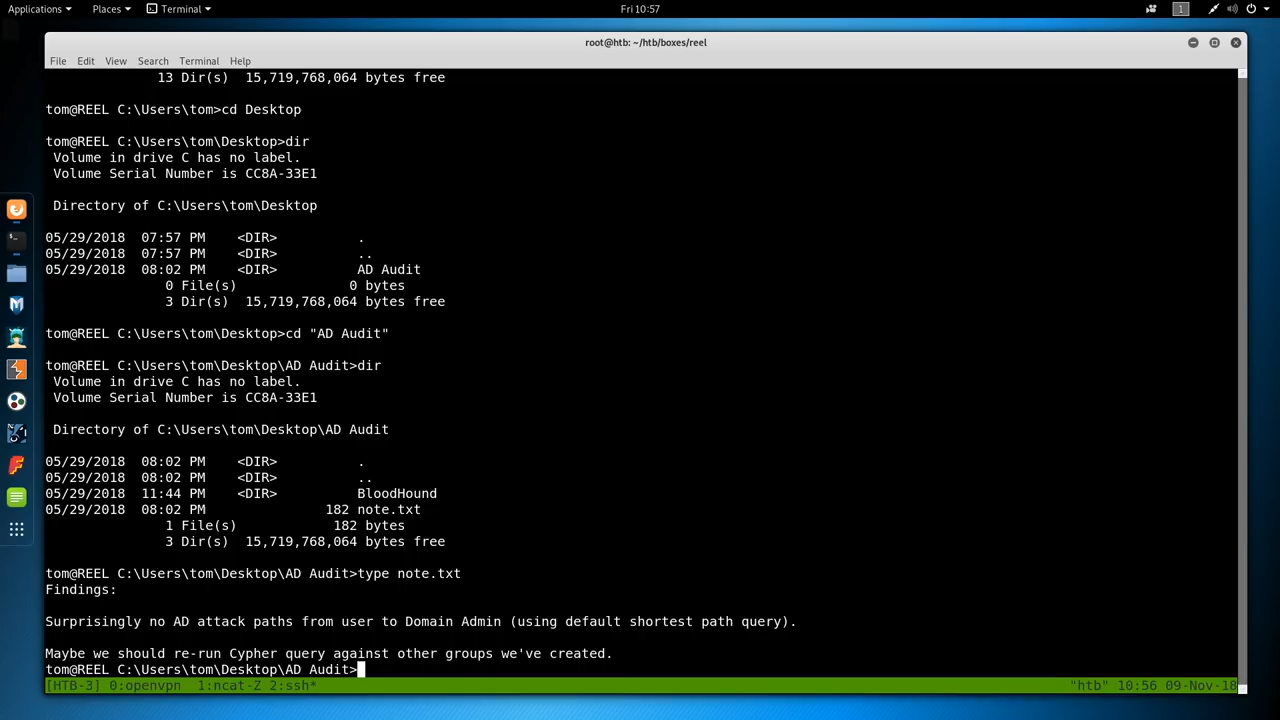 Applications Places Terminal Fri 10:57 1
root@htb: ~/htb/boxes/reel
File Edit View Search Terminal Help
13 Dir(s) 15,719,768,064 bytes free
tom@REEL C:\Users\tom>cd Desktop
tom@REEL C:\Users\tom\Desktop>dir
Volume in drive C has no label.
Volume Serial Number is CC8A-33E1
Directory of C:\Users\tom\Desktop
05/29/2018 07:57 PM <DIR> .
05/29/2018 07:57 PM <DIR> ..
05/29/2018 08:02 PM <DIR> AD Audit
0 File(s) 0 bytes
3 Dir(s) 15,719,768,064 bytes free
tom@REEL C:\Users\tom\Desktop>cd "AD Audit"
tom@REEL C:\Users\tom\Desktop\AD Audit>dir
Volume in drive C has no label.
Volume Serial Number is CC8A-33E1
Directory of C:\Users\tom\Desktop\AD Audit
05/29/2018 08:02 PM <DIR> .
05/29/2018 08:02 PM <DIR> ..
05/29/2018 11:44 PM <DIR> BloodHound
05/29/2018 08:02 PM 182 note.txt
1 File(s) 182 bytes
3 Dir(s) 15,719,768,064 bytes free
tom@REEL C:\Users\tom\Desktop\AD Audit>type note.txt
Findings:
Surprisingly no AD attack paths from user to Domain Admin (using default shortest path query).
Maybe we should re-run Cypher query against other groups we've created.
tom@REEL C:\Users\tom\Desktop\AD Audit>
[HTB-3] 0:openvpn 1:ncat-Z 2:ssh* "htb" 10:56 09-Nov-18